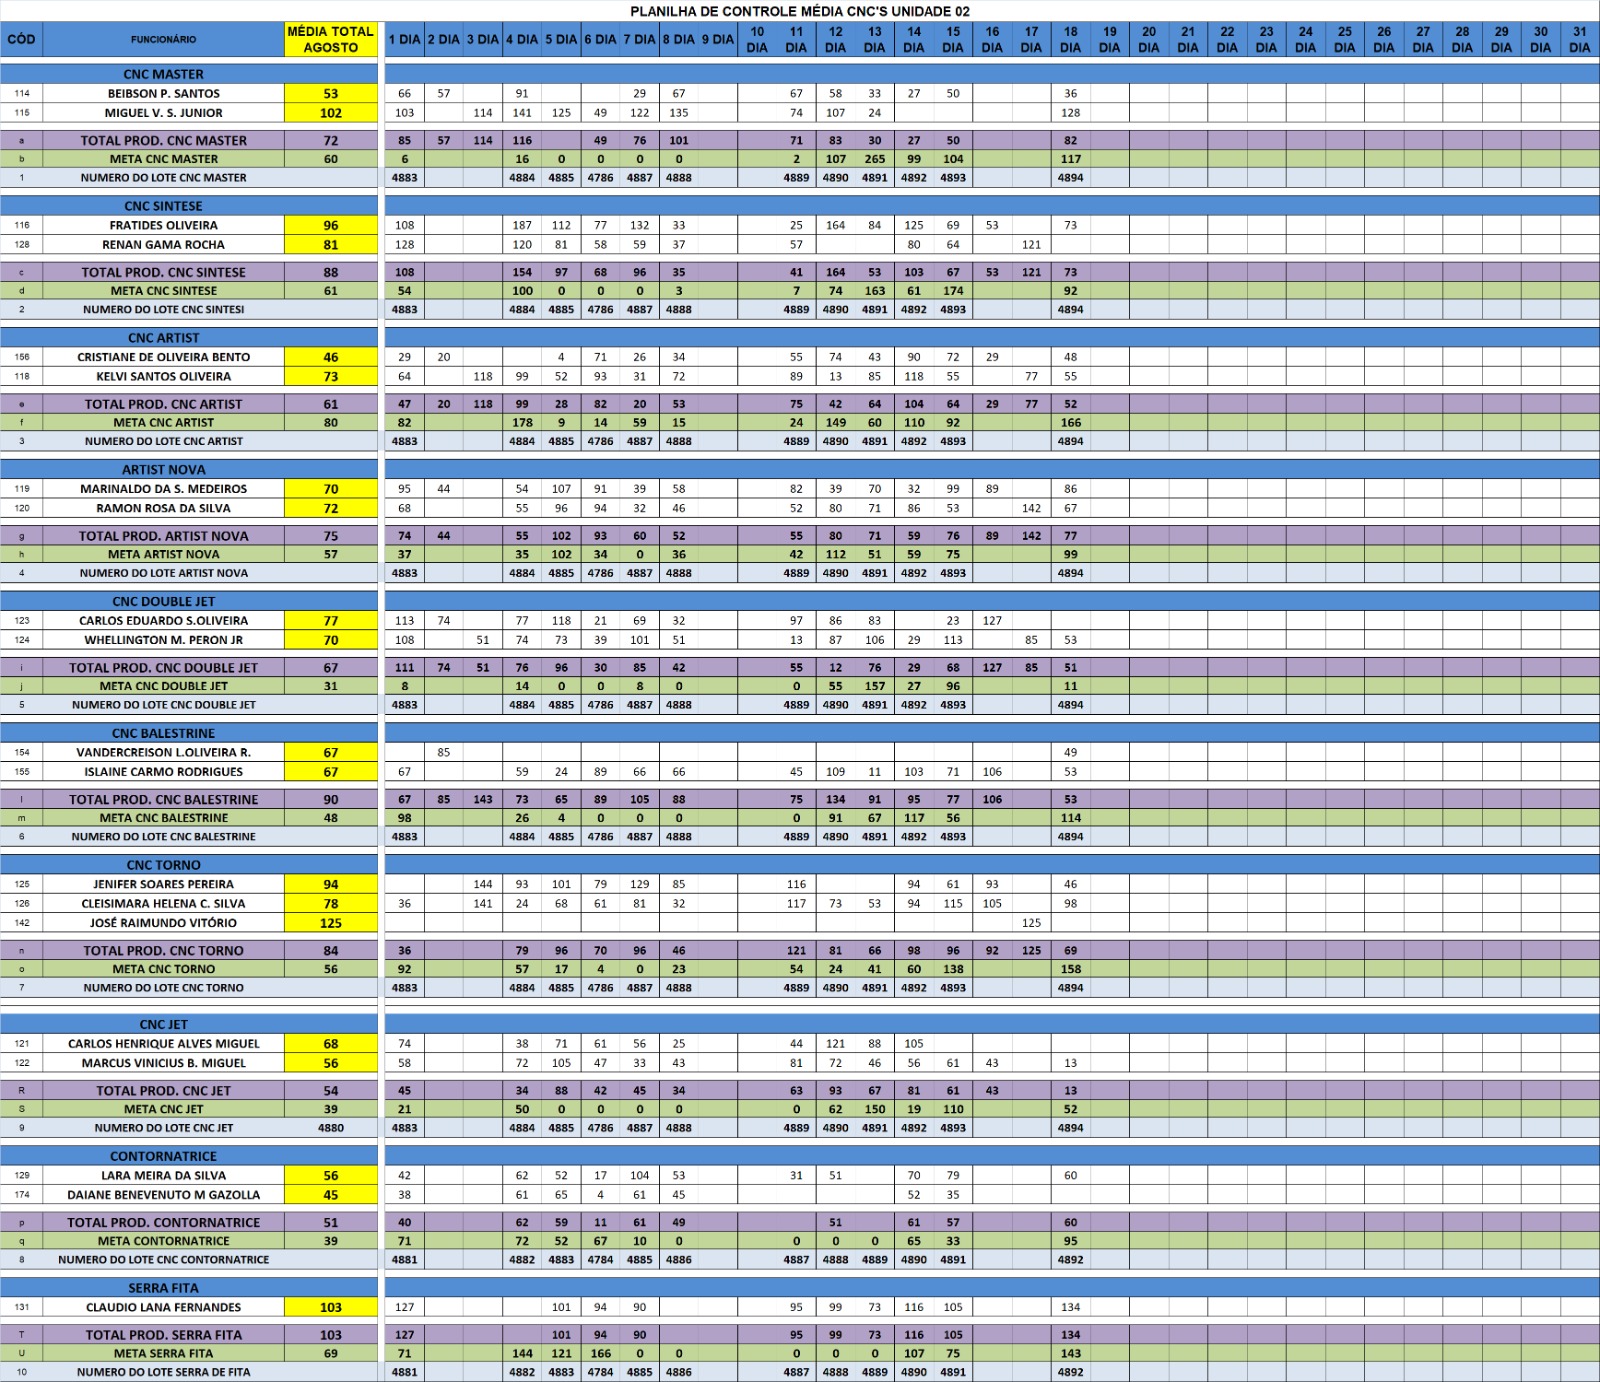 PLANILHA DE CONTROLE MÉDIA CNC'S UNIDADE 02
CÓD FUNCIONÁRIO MÉDIA TOTAL AGOSTO 1 DIA 2 DIA 3 DIA 4 DIA 5 DIA 6 DIA 7 DIA 8 DIA 9 DIA 10 DIA 11 DIA 12 DIA 13 DIA 14 DIA 15 DIA 16 DIA 17 DIA 18 DIA 19 DIA 20 DIA 21 DIA 22 DIA 23 DIA 24 DIA 25 DIA 26 DIA 27 DIA 28 DIA 29 DIA 30 DIA 31 DIA
CNC MASTER
114 BEIBSON P. SANTOS 53 66 57 91 29 67 67 58 33 27 50 36
115 MIGUEL V. S. JUNIOR 102 103 114 141 125 49 122 135 74 107 24 128
a TOTAL PROD. CNC MASTER 72 85 57 114 116 49 76 101 71 83 30 27 50 82
b META CNC MASTER 60 6 16 0 0 0 0 2 107 265 99 104 117
1 NUMERO DO LOTE CNC MASTER 4883 4884 4885 4786 4887 4888 4889 4890 4891 4892 4893 4894
CNC SINTESE
116 FRATIDES OLIVEIRA 96 108 187 112 77 132 33 25 164 84 125 69 53 73
128 RENAN GAMA ROCHA 81 128 120 81 58 59 37 57 80 64 121
c TOTAL PROD. CNC SINTESE 88 108 154 97 68 96 35 41 164 53 103 67 53 121 73
d META CNC SINTESE 61 54 100 0 0 0 3 7 74 163 61 174 92
2 NUMERO DO LOTE CNC SINTESI 4883 4884 4885 4786 4887 4888 4889 4890 4891 4892 4893 4894
CNC ARTIST
156 CRISTIANE DE OLIVEIRA BENTO 46 29 20 4 71 26 34 55 74 43 90 72 29 48
118 KELVI SANTOS OLIVEIRA 73 64 118 99 52 93 31 72 89 13 85 118 55 77 55
e TOTAL PROD. CNC ARTIST 61 47 20 118 99 28 82 20 53 75 42 64 104 64 29 77 52
f META CNC ARTIST 80 82 178 9 14 59 15 24 149 60 110 92 166
3 NUMERO DO LOTE CNC ARTIST 4883 4884 4885 4786 4887 4888 4889 4890 4891 4892 4893 4894
ARTIST NOVA
119 MARINALDO DA S. MEDEIROS 70 95 44 54 107 91 39 58 82 39 70 32 99 89 86
120 RAMON ROSA DA SILVA 72 68 55 96 94 32 46 52 80 71 86 53 142 67
g TOTAL PROD. ARTIST NOVA 75 74 44 55 102 93 60 52 55 80 71 59 76 89 142 77
h META ARTIST NOVA 57 37 35 102 34 0 36 42 112 51 59 75 99
4 NUMERO DO LOTE ARTIST NOVA 4883 4884 4885 4786 4887 4888 4889 4890 4891 4892 4893 4894
CNC DOUBLE JET
123 CARLOS EDUARDO S.OLIVEIRA 77 113 74 77 118 21 69 32 97 86 83 23 127
124 WHELLINGTON M. PERON JR 70 108 51 74 73 39 101 51 13 87 106 29 113 85 53
i TOTAL PROD. CNC DOUBLE JET 67 111 74 51 76 96 30 85 42 55 12 76 29 68 127 85 51
j META CNC DOUBLE JET 31 8 14 0 0 8 0 0 55 157 27 96 11
5 NUMERO DO LOTE CNC DOUBLE JET 4883 4884 4885 4786 4887 4888 4889 4890 4891 4892 4893 4894
CNC BALESTRINE
154 VANDERCREISON L.OLIVEIRA R. 67 85 49
155 ISLAINE CARMO RODRIGUES 67 67 59 24 89 66 66 45 109 11 103 71 106 53
l TOTAL PROD. CNC BALESTRINE 90 67 85 143 73 65 89 105 88 75 134 91 95 77 106 53
m META CNC BALESTRINE 48 98 26 4 0 0 0 0 91 67 117 56 114
6 NUMERO DO LOTE CNC BALESTRINE 4883 4884 4885 4786 4887 4888 4889 4890 4891 4892 4893 4894
CNC TORNO
125 JENIFER SOARES PEREIRA 94 144 93 101 79 129 85 116 94 61 93 46
126 CLEISIMARA HELENA C. SILVA 78 36 141 24 68 61 81 32 117 73 53 94 115 105 98
142 JOSÉ RAIMUNDO VITÓRIO 125 125
n TOTAL PROD. CNC TORNO 84 36 79 96 70 96 46 121 81 66 98 96 92 125 69
o META CNC TORNO 56 92 57 17 4 0 23 54 24 41 60 138 158
7 NUMERO DO LOTE CNC TORNO 4883 4884 4885 4786 4887 4888 4889 4890 4891 4892 4893 4894
CNC JET
121 CARLOS HENRIQUE ALVES MIGUEL 68 74 38 71 61 56 25 44 121 88 105
122 MARCUS VINICIUS B. MIGUEL 56 58 72 105 47 33 43 81 72 46 56 61 43 13
R TOTAL PROD. CNC JET 54 45 34 88 42 45 34 63 93 67 81 61 43 13
S META CNC JET 39 21 50 0 0 0 0 0 62 150 19 110 52
9 NUMERO DO LOTE CNC JET 4880 4883 4884 4885 4786 4887 4888 4889 4890 4891 4892 4893 4894
CONTORNATRICE
129 LARA MEIRA DA SILVA 56 42 62 52 17 104 53 31 51 70 79 60
174 DAIANE BENEVENUTO M GAZOLLA 45 38 61 65 4 61 45 52 35
p TOTAL PROD. CONTORNATRICE 51 40 62 59 11 61 49 51 61 57 60
q META CONTORNATRICE 39 71 72 52 67 10 0 0 0 0 65 33 95
8 NUMERO DO LOTE CNC CONTORNATRICE 4881 4882 4883 4784 4885 4886 4887 4888 4889 4890 4891 4892
SERRA FITA
131 CLAUDIO LANA FERNANDES 103 127 101 94 90 95 99 73 116 105 134
T TOTAL PROD. SERRA FITA 103 127 101 94 90 95 99 73 116 105 134
U META SERRA FITA 69 71 144 121 166 0 0 0 0 0 107 75 143
10 NUMERO DO LOTE SERRA DE FITA 4881 4882 4883 4784 4885 4886 4887 4888 4889 4890 4891 4892